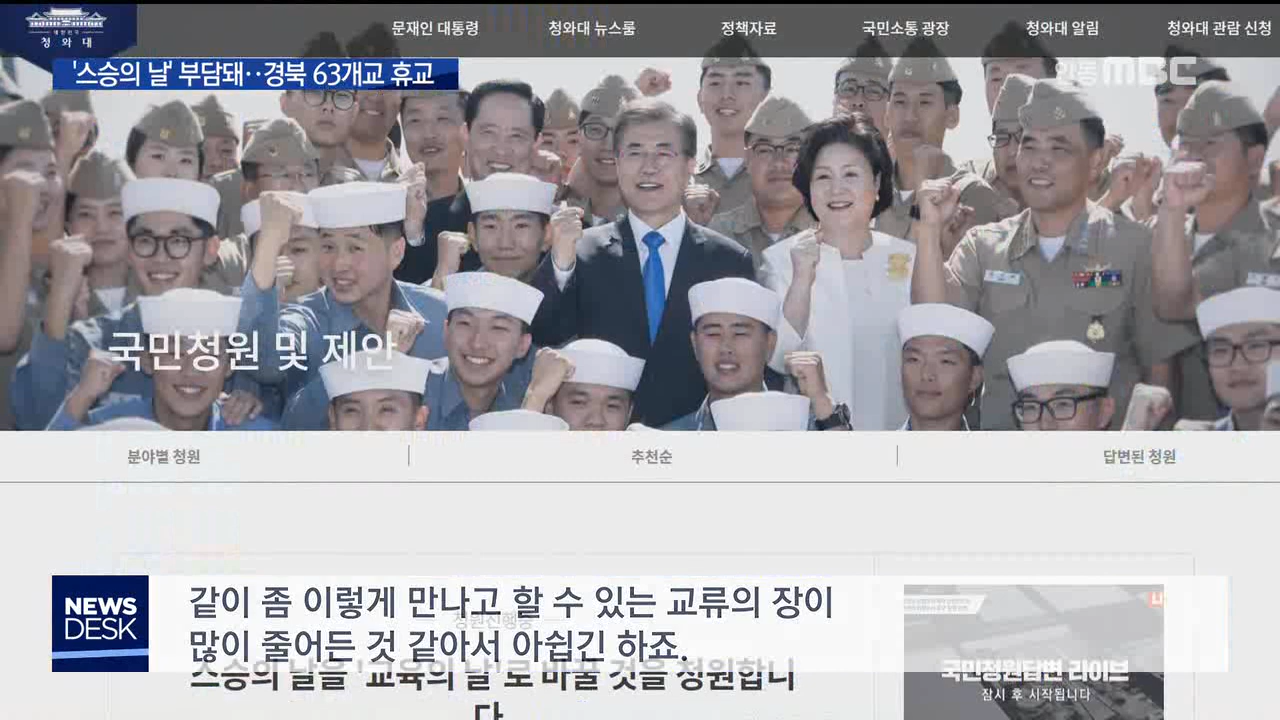 대한민국
청와대
문재인 대통령
청와대 뉴스룸
정책자료
국민소통 광장
청와대 알림
청와대 관람 신청
'스승의 날' 부담돼··경북 63개교 휴교
안동MBC
국민청원 및 제안
분야별 청원
추천순
답변된 청원
NEWS
DESK
같이 좀 이렇게 만나고 할 수 있는 교류의 장이
많이 줄어든 것 같아서 아쉽긴 하죠.
청원진행중
스승의 날을 '교육의 날'로 바꿀 것을 청원합니
다
국민청원답변 라이브
잠시 후 시작됩니다